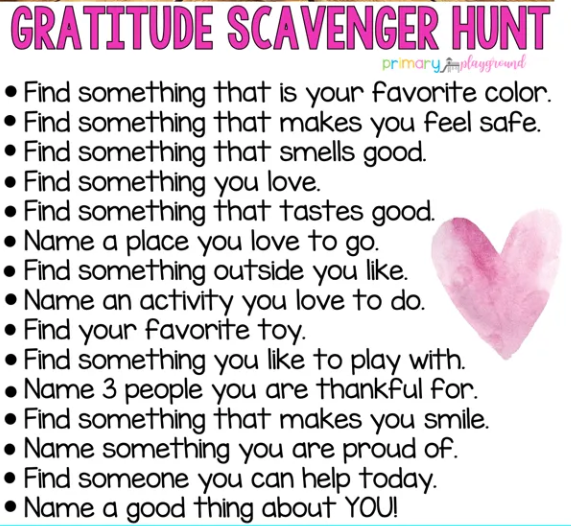 GRATITUDE SCAVENGER HUNT
primary playground
• Find something that is your favorite color.
• Find something that makes you feel safe.
• Find something that smells good.
• Find something you love.
• Find something that tastes good.
• Name a place you love to go.
• Find something outside you like.
• Name an activity you love to do.
• Find your favorite toy.
• Find something you like to play with.
• Name 3 people you are thankful for.
• Find something that makes you smile.
• Name something you are proud of.
• Find someone you can help today.
• Name a good thing about YOU!